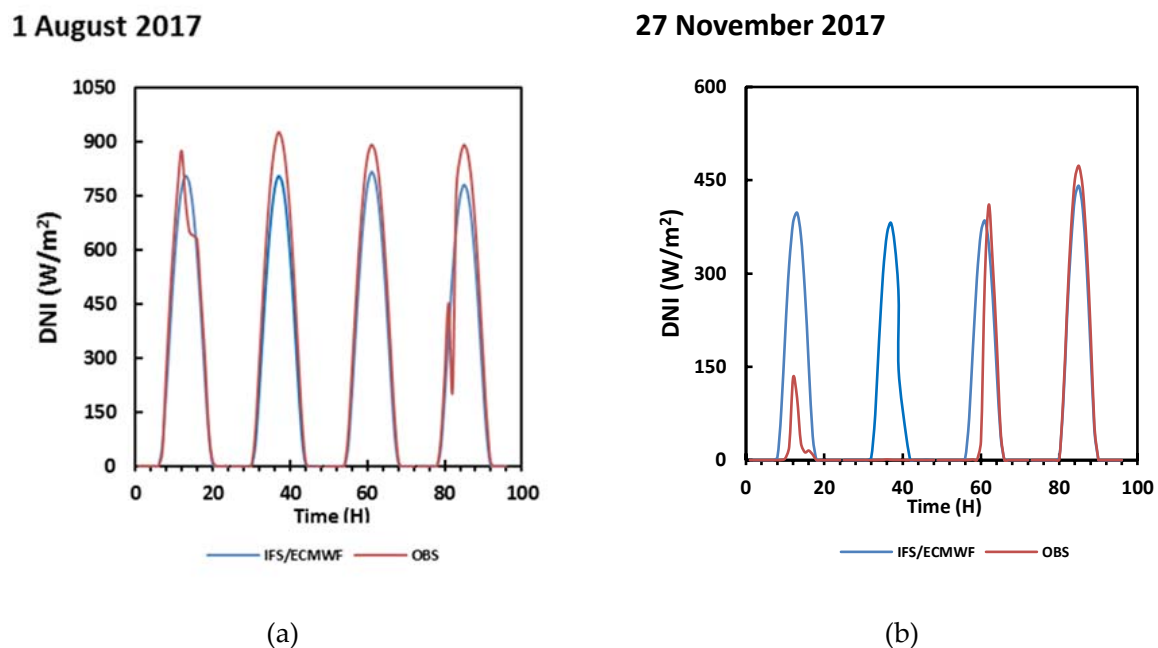 1 August 2017
27 November 2017
DNI (W/m²)
1050
900
750
600
450
300
150
0
0 20 40 60 80 100
Time (H)
IFS/ECMWF OBS
(a)
DNI (W/m²)
600
450
300
150
0
0 20 40 60 80 100
Time (H)
IFS/ECMWF OBS
(b)